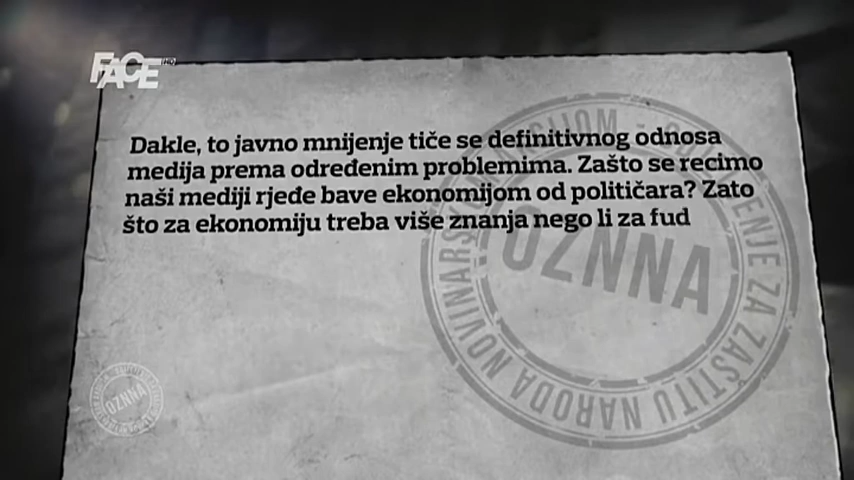 FACE HD
Dakle, to javno mnijenje tiče se definitivnog odnosa
medija prema određenim problemima. Zašto se recimo
naši mediji rjeđe bave ekonomijom od političara? Zato
što za ekonomiju treba više znanja nego li za fud
OZNNA
ZA ZAŠTITU NARODA NOVINARS
OZNNA